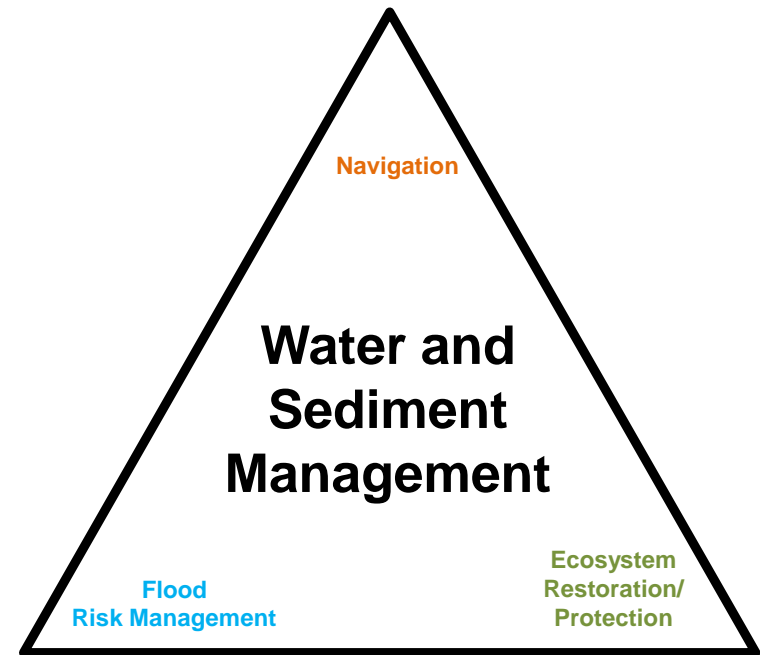 Navigation
Water and
Sediment
Management
Flood
Risk Management
Ecosystem
Restoration/
Protection